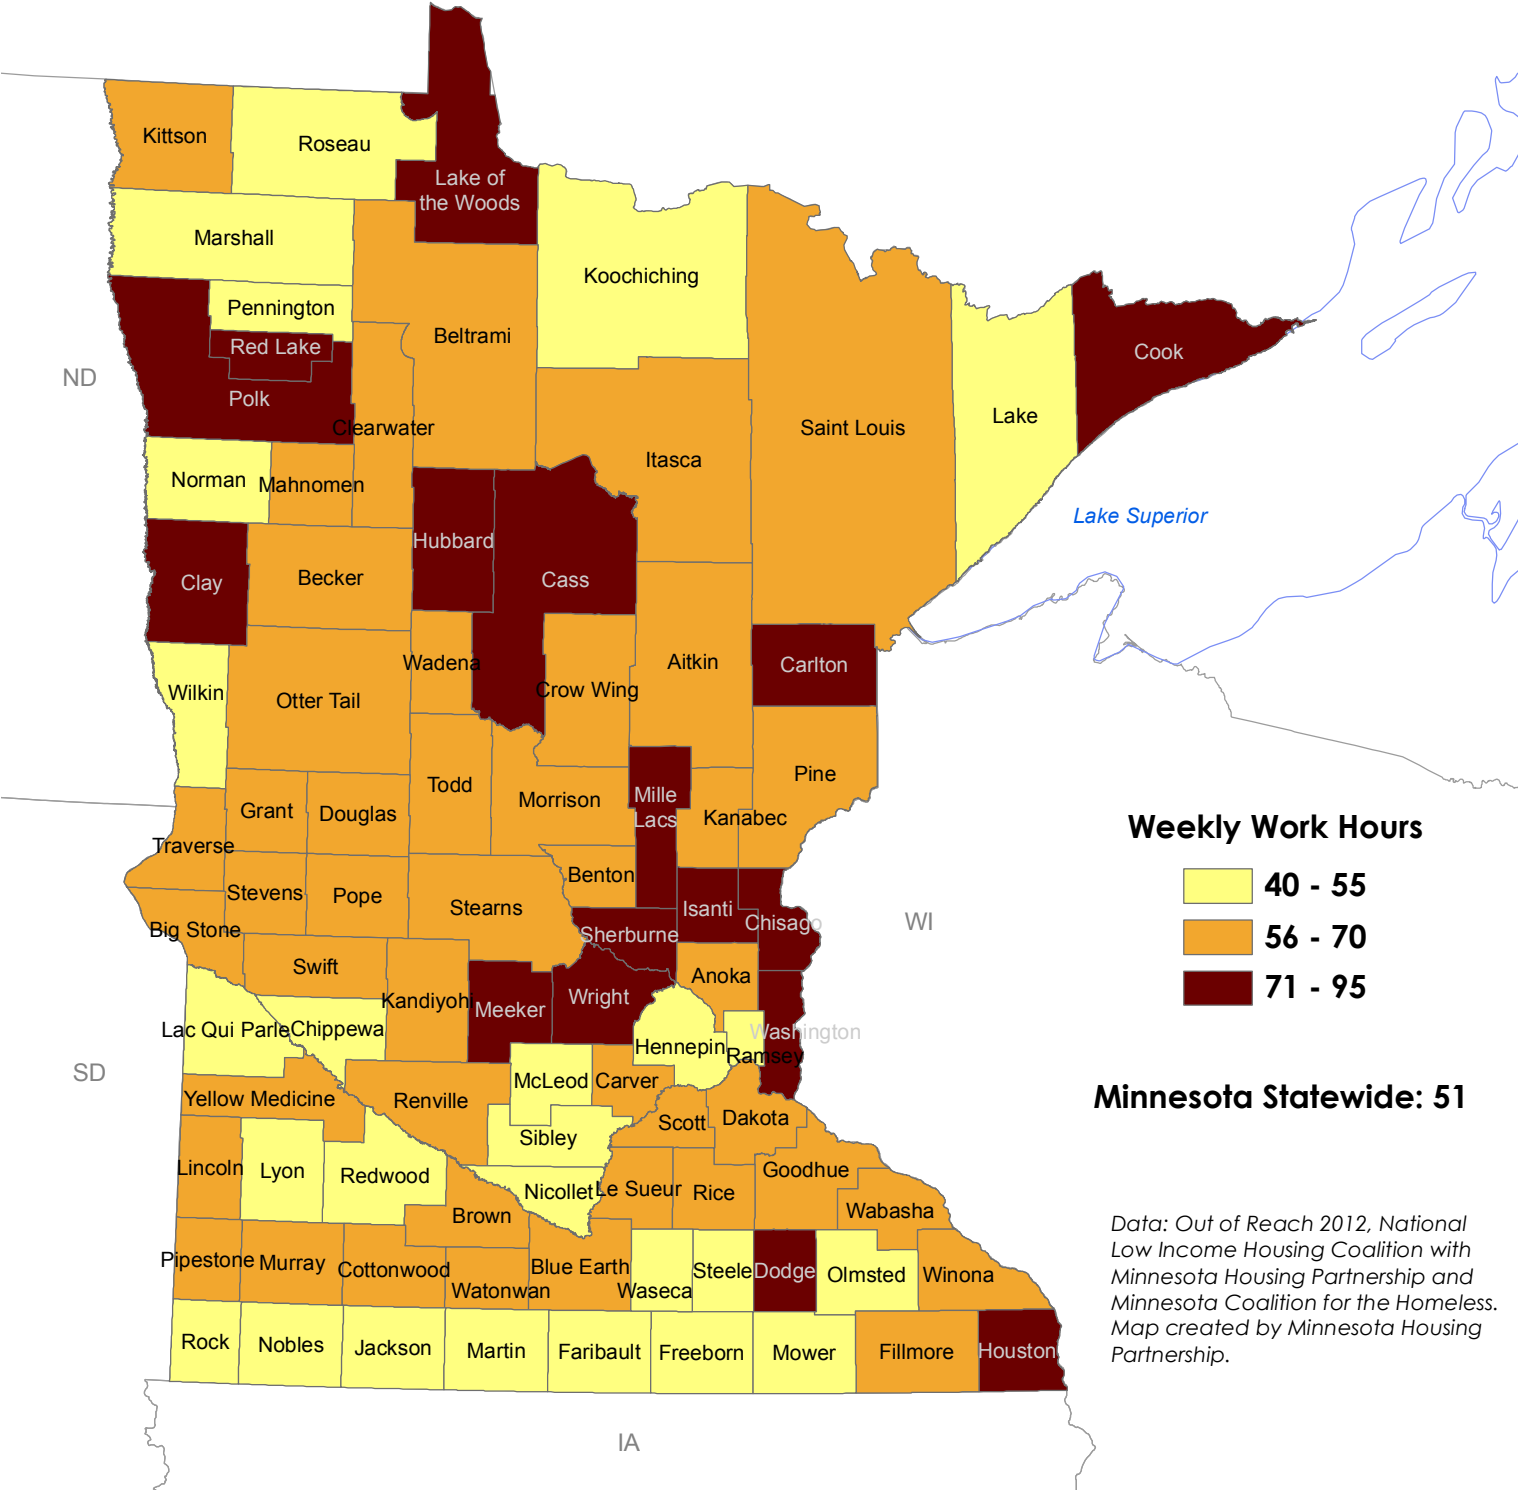 Kittson
Roseau
Lake of
the Woods
Marshall
Koochiching
Pennington
Beltrami
Red Lake
Cook
ND
Polk
Lake
Clearwater
Saint Louis
Itasca
Norman
Mahnomen
Lake Superior
Hubbard
Becker
Cass
Clay
Wadena
Aitkin
Carlton
Wilkin
Crow Wing
Otter Tail
Pine
Todd
Mille
Lacs
Morrison
Grant
Douglas
Kanabec
Weekly Work Hours
Traverse
Benton
40 - 55
Stevens
Pope
Stearns
Isanti
Chisago
WI
Big Stone
Sherburne
56 - 70
Swift
Anoka
71 - 95
Kandiyohi
Meeker
Wright
Lac Qui Parle
Chippewa
Washington
Hennepin
Ramsey
SD
McLeod
Carver
Yellow Medicine
Renville
Minnesota Statewide: 51
Scott
Dakota
Sibley
Lincoln
Lyon
Redwood
Goodhue
Nicollet
Le Sueur
Rice
Brown
Wabasha
Data: Out of Reach 2012, National
Low Income Housing Coalition with
Minnesota Housing Partnership and
Minnesota Coalition for the Homeless.
Map created by Minnesota Housing
Partnership.
Pipestone
Murray
Cottonwood
Watonwan
Blue Earth
Waseca
Steele
Dodge
Olmsted
Winona
Rock
Nobles
Jackson
Martin
Faribault
Freeborn
Mower
Fillmore
Houston
IA